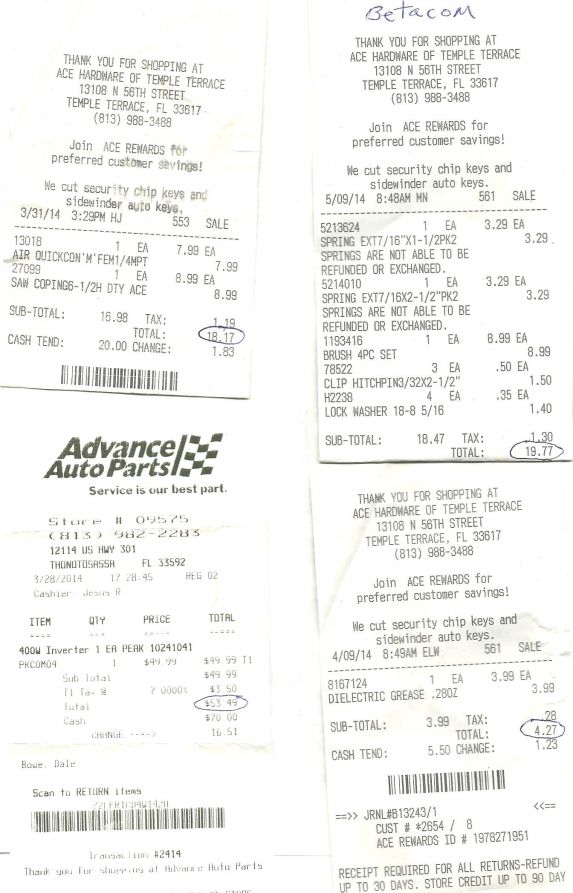 THANK YOU FOR SHOPPING AT
ACE HARDWARE OF TEMPLE TERRACE
13108 N 56TH STREET
TEMPLE TERRACE, FL 33617
(813) 988-3488
Join ACE REWARDS for
preferred customer savings!
We cut security chip keys and
sidewinder auto keys.
3/31/14 3:29PM HJ 553 SALE
13018 1 EA 7.99 EA
AIR QUICKCON'M'FEM1/4MPT 7.99
27099 1 EA 8.99 EA
SAW COPING6-1/2H DTY ACE 8.99
SUB-TOTAL: 16.98 TAX: 1.19
TOTAL: 18.17
CASH TEND: 20.00 CHANGE: 1.83
Advance
Auto Parts
Service is our best part.
Store # 09575
(813) 982-2283
12114 US HWY 301
THONOTOSASSA FL 33592
3/28/2014 17:28:45 REG 02
Cashier: Jesus R
ITEM QTY PRICE TOTAL
---- --- ----- -----
400W Inverter 1 EA PEAK 10241041
PKCOM04 1 $49.99 $49.99 T1
Sub Total $49.99
T1 Tax @ 7.0000% $3.50
Total $53.49
Cash $70.00
CHANGE ----> 16.51
Bowe, Dale
Scan to RETURN items
Transaction #2414
Thank you for shopping at Advance Auto Parts
Betacom
THANK YOU FOR SHOPPING AT
ACE HARDWARE OF TEMPLE TERRACE
13108 N 56TH STREET
TEMPLE TERRACE, FL 33617
(813) 988-3488
Join ACE REWARDS for
preferred customer savings!
We cut security chip keys and
sidewinder auto keys.
5/09/14 8:48AM MN 561 SALE
5213624 1 EA 3.29 EA
SPRING EXT7/16"X1-1/2PK2 3.29
SPRINGS ARE NOT ABLE TO BE
REFUNDED OR EXCHANGED.
5214010 1 EA 3.29 EA
SPRING EXT7/16X2-1/2"PK2 3.29
SPRINGS ARE NOT ABLE TO BE
REFUNDED OR EXCHANGED.
1193416 1 EA 8.99 EA
BRUSH 4PC SET 8.99
78522 3 EA .50 EA
CLIP HITCHPIN3/32X2-1/2" 1.50
H2238 4 EA .35 EA
LOCK WASHER 18-8 5/16 1.40
SUB-TOTAL: 18.47 TAX: 1.30
TOTAL: 19.77
THANK YOU FOR SHOPPING AT
ACE HARDWARE OF TEMPLE TERRACE
13108 N 56TH STREET
TEMPLE TERRACE, FL 33617
(813) 988-3488
Join ACE REWARDS for
preferred customer savings!
We cut security chip keys and
sidewinder auto keys.
4/09/14 8:49AM ELW 561 SALE
8167124 1 EA 3.99 EA
DIELECTRIC GREASE .28OZ 3.99
SUB-TOTAL: 3.99 TAX: .28
TOTAL: 4.27
CASH TEND: 5.50 CHANGE: 1.23
==>> JRNL#B13243/1 <<==
CUST # *2654 / 8
ACE REWARDS ID # 1978271951
RECEIPT REQUIRED FOR ALL RETURNS-REFUND
UP TO 30 DAYS. STORE CREDIT UP TO 90 DAY